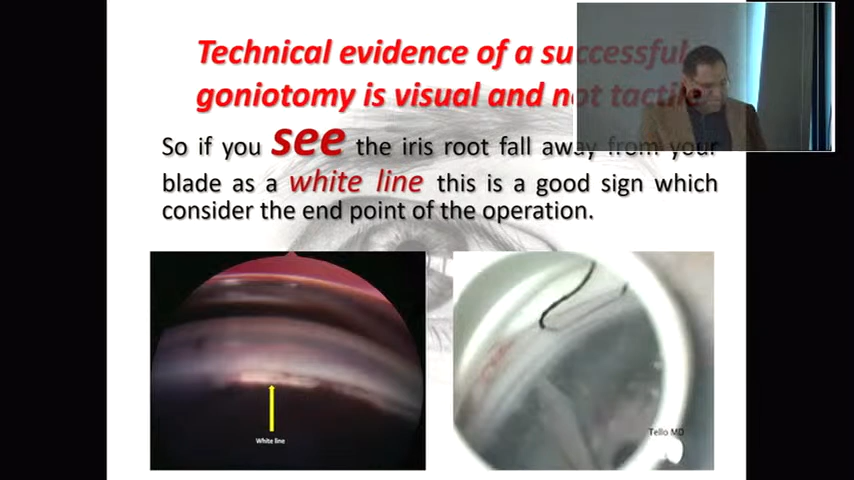 Technical evidence of a successful
goniotomy is visual and not tactile
So if you see the iris root fall away from your
blade as a white line this is a good sign which
consider the end point of the operation.
White line
Tello MD